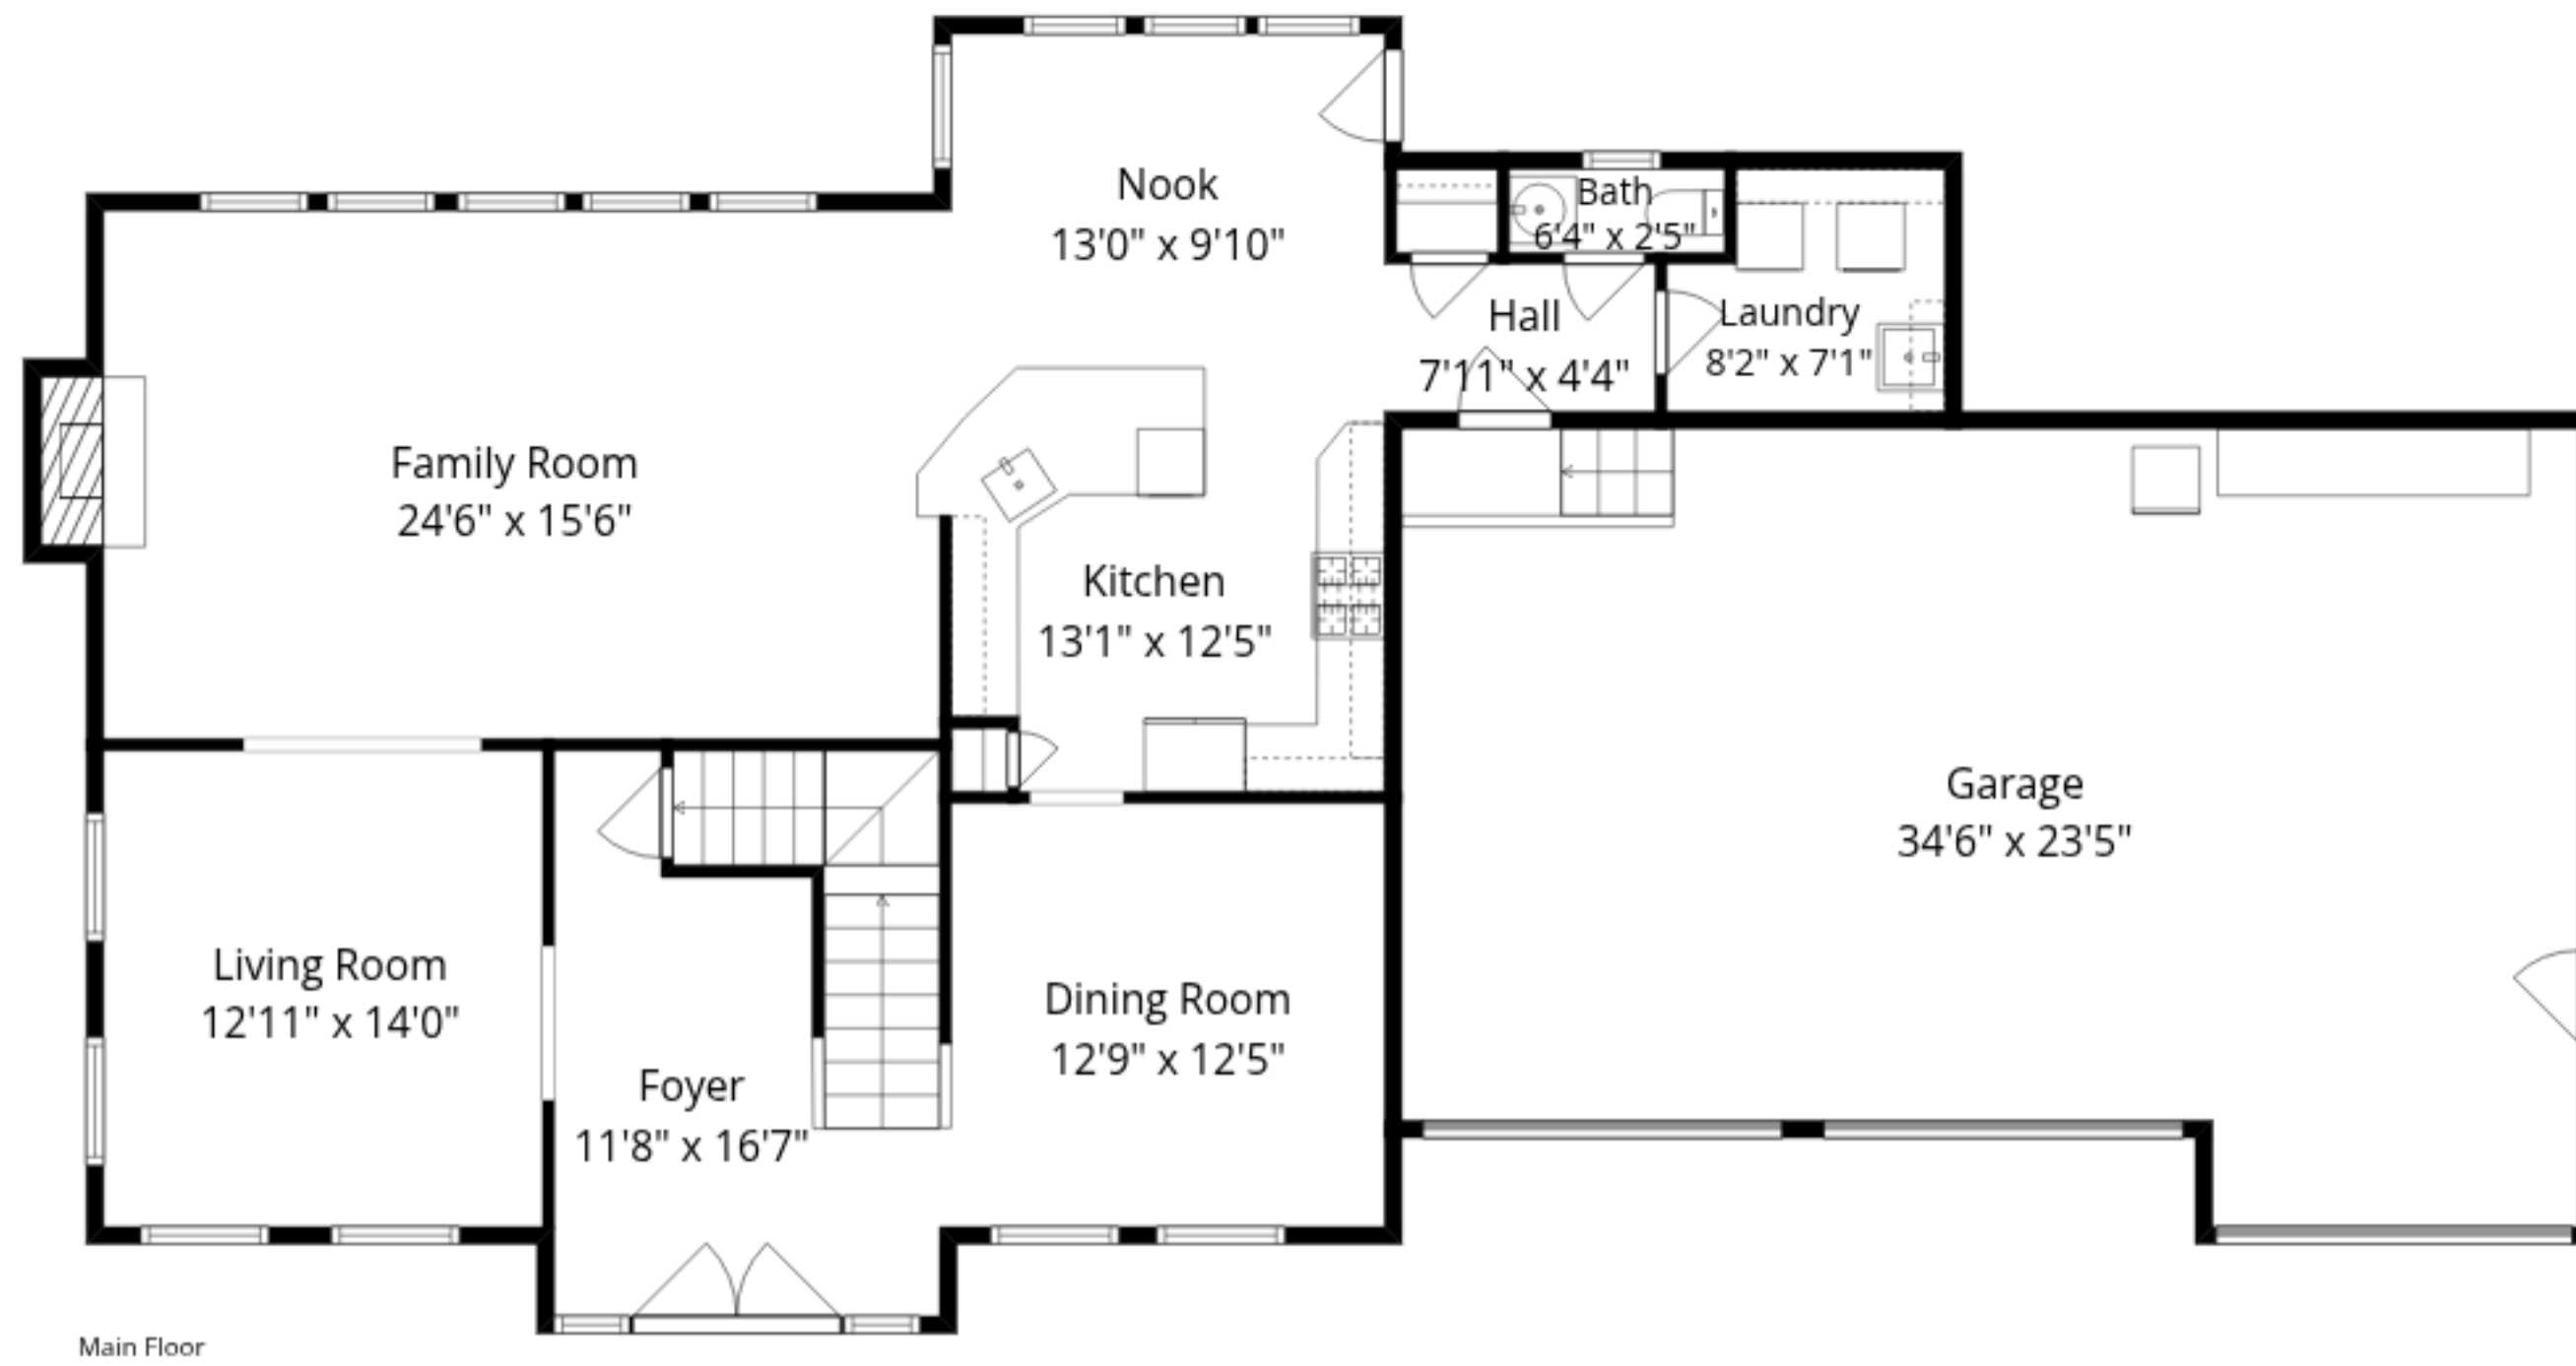 Nook
13'0" x 9'10"
Bath
6'4" x 2'5"
Hall
7'11" x 4'4"
Laundry
8'2" x 7'1"
Family Room
24'6" x 15'6"
Kitchen
13'1" x 12'5"
Garage
34'6" x 23'5"
Living Room
12'11" x 14'0"
Dining Room
12'9" x 12'5"
Foyer
11'8" x 16'7"
Main Floor